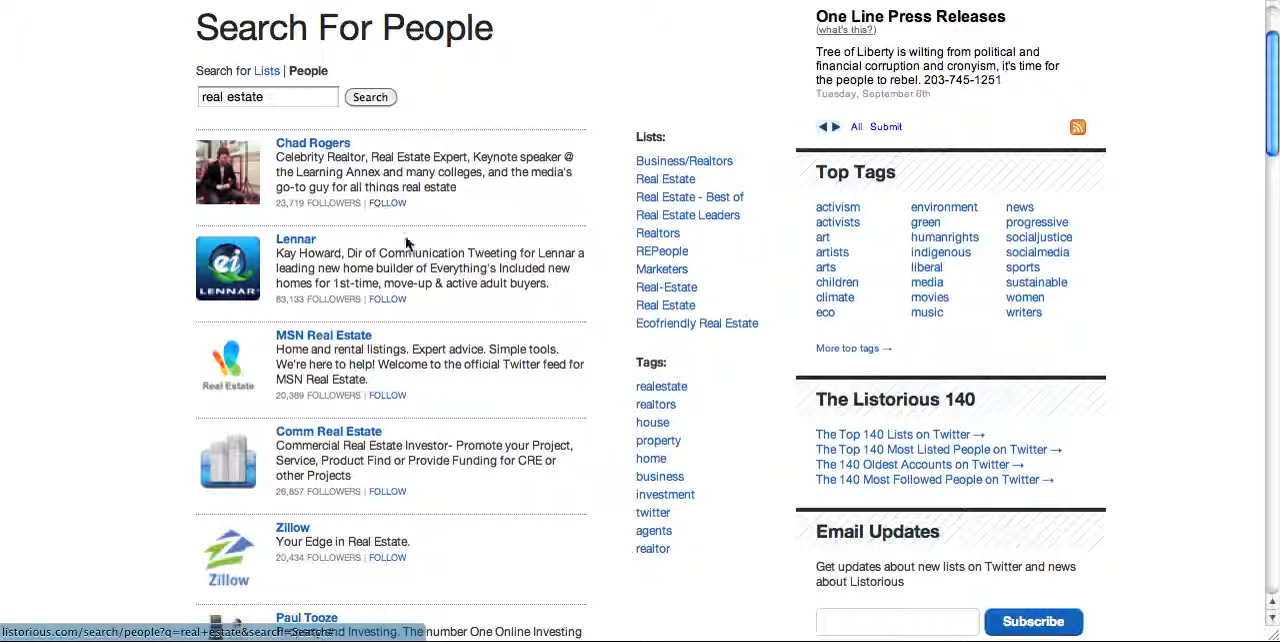 Search For People
Search for Lists | People
real estate
Search
Chad Rogers
Celebrity Realtor, Real Estate Expert, Keynote speaker @
the Learning Annex and many colleges, and the media's
go-to guy for all things real estate
23,719 FOLLOWERS | FOLLOW
Lennar
Kay Howard, Dir of Communication Tweeting for Lennar a
leading new home builder of Everything's Included new
homes for 1st-time, move-up & active adult buyers.
83,133 FOLLOWERS | FOLLOW
ei
LENNAR
MSN Real Estate
Home and rental listings. Expert advice. Simple tools.
We're here to help! Welcome to the official Twitter feed for
MSN Real Estate.
20,389 FOLLOWERS | FOLLOW
Real Estate
Comm Real Estate
Commercial Real Estate Investor- Promote your Project,
Service, Product Find or Provide Funding for CRE or
other Projects
26,857 FOLLOWERS | FOLLOW
Zillow
Your Edge in Real Estate.
20,434 FOLLOWERS | FOLLOW
Zillow
Paul Tooze
nd Investing. The number One Online Investing
listorious.com/search/people?q=real+estate&search=Search#
Lists:
Business/Realtors
Real Estate
Real Estate - Best of
Real Estate Leaders
Realtors
REPeople
Marketers
Real-Estate
Real Estate
Ecofriendly Real Estate
Tags:
realestate
realtors
house
property
home
business
investment
twitter
agents
realtor
One Line Press Releases
(what's this?)
Tree of Liberty is wilting from political and
financial corruption and cronyism, it's time for
the people to rebel. 203-745-1251
Tuesday, September 6th
All Submit
Top Tags
activism environment news
activists green progressive
art humanrights socialjustice
artists indigenous socialmedia
arts liberal sports
children media sustainable
climate movies women
eco music writers
More top tags →
The Listorious 140
The Top 140 Lists on Twitter →
The Top 140 Most Listed People on Twitter →
The 140 Oldest Accounts on Twitter →
The 140 Most Followed People on Twitter →
Email Updates
Get updates about new lists on Twitter and news
about Listorious
Subscribe